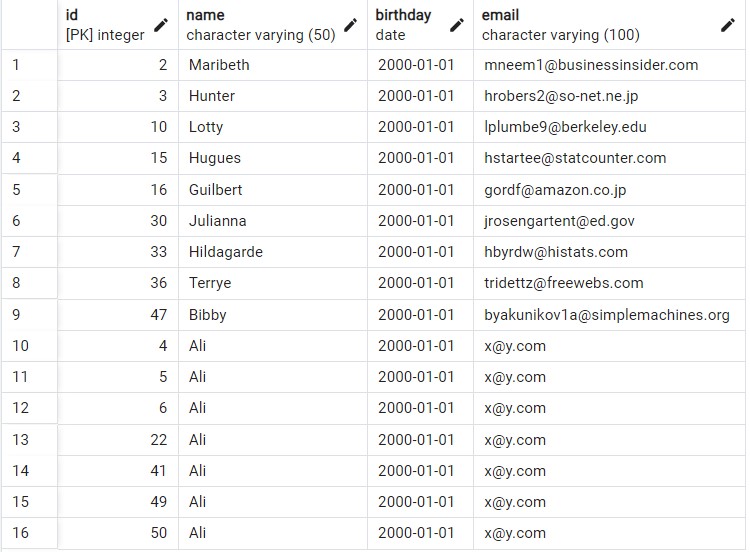 id name birthday email
[PK] integer character varying (50) date character varying (100)
1 2 Maribeth 2000-01-01 mneem1@businessinsider.com
2 3 Hunter 2000-01-01 hrobers2@so-net.ne.jp
3 10 Lotty 2000-01-01 lplumbe9@berkeley.edu
4 15 Hugues 2000-01-01 hstartee@statcounter.com
5 16 Guilbert 2000-01-01 gordf@amazon.co.jp
6 30 Julianna 2000-01-01 jrosengartent@ed.gov
7 33 Hildagarde 2000-01-01 hbyrdw@histats.com
8 36 Terrye 2000-01-01 tridettz@freewebs.com
9 47 Bibby 2000-01-01 byakunikov1a@simplemachines.org
10 4 Ali 2000-01-01 x@y.com
11 5 Ali 2000-01-01 x@y.com
12 6 Ali 2000-01-01 x@y.com
13 22 Ali 2000-01-01 x@y.com
14 41 Ali 2000-01-01 x@y.com
15 49 Ali 2000-01-01 x@y.com
16 50 Ali 2000-01-01 x@y.com